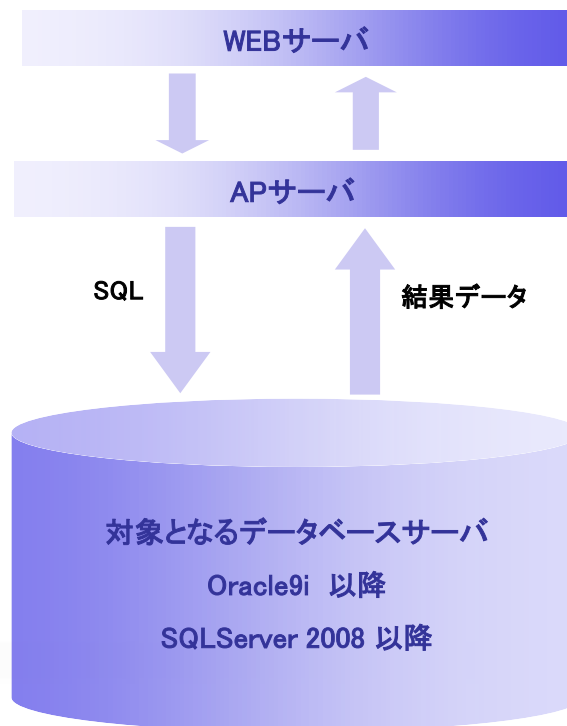 WEBサーバ
APサーバ
SQL
結果データ
対象となるデータベースサーバ
Oracle9i 以降
SQLServer 2008 以降